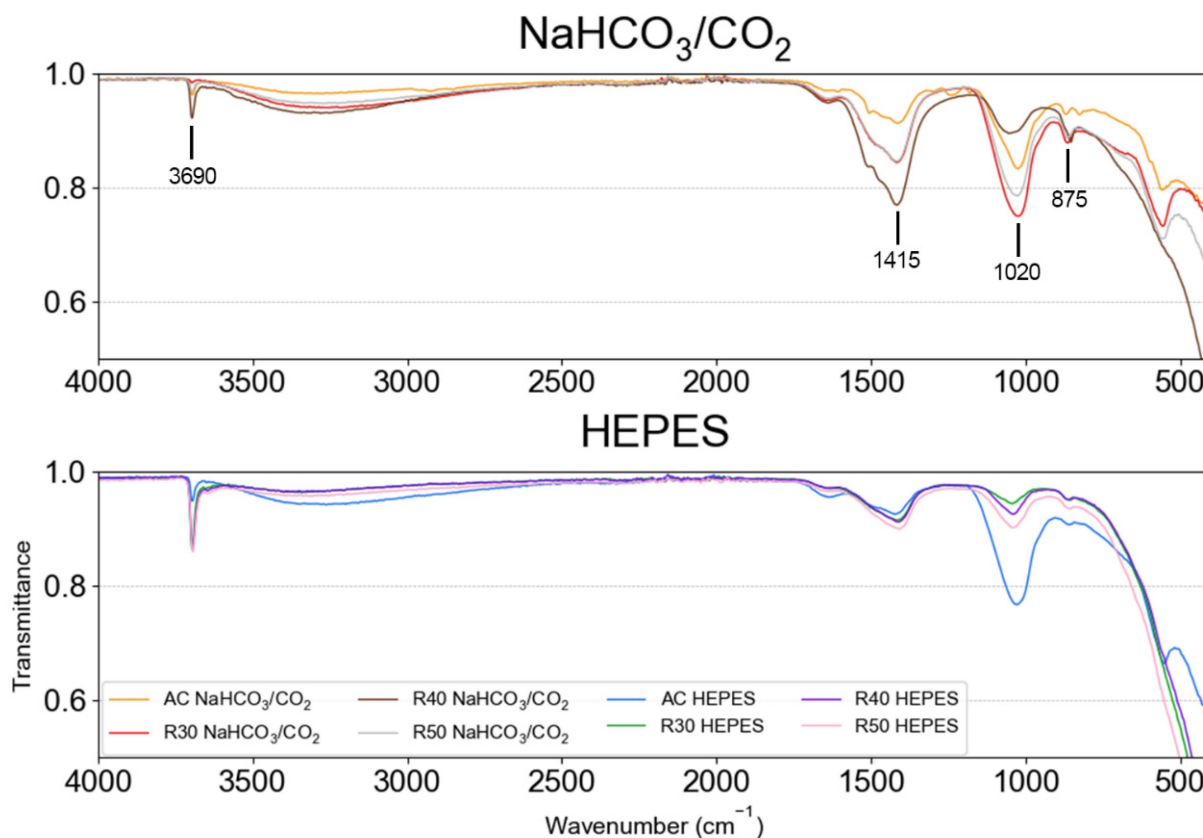 NaHCO₃/CO₂
1.0
0.8
0.6
3690
1415
1020
875
4000 3500 3000 2500 2000 1500 1000 500
HEPES
1.0
0.8
0.6
Transmittance
AC NaHCO₃/CO₂ R40 NaHCO₃/CO₂ AC HEPES R40 HEPES
R30 NaHCO₃/CO₂ R50 NaHCO₃/CO₂ R30 HEPES R50 HEPES
4000 3500 3000 2500 2000 1500 1000 500
Wavenumber (cm⁻¹)